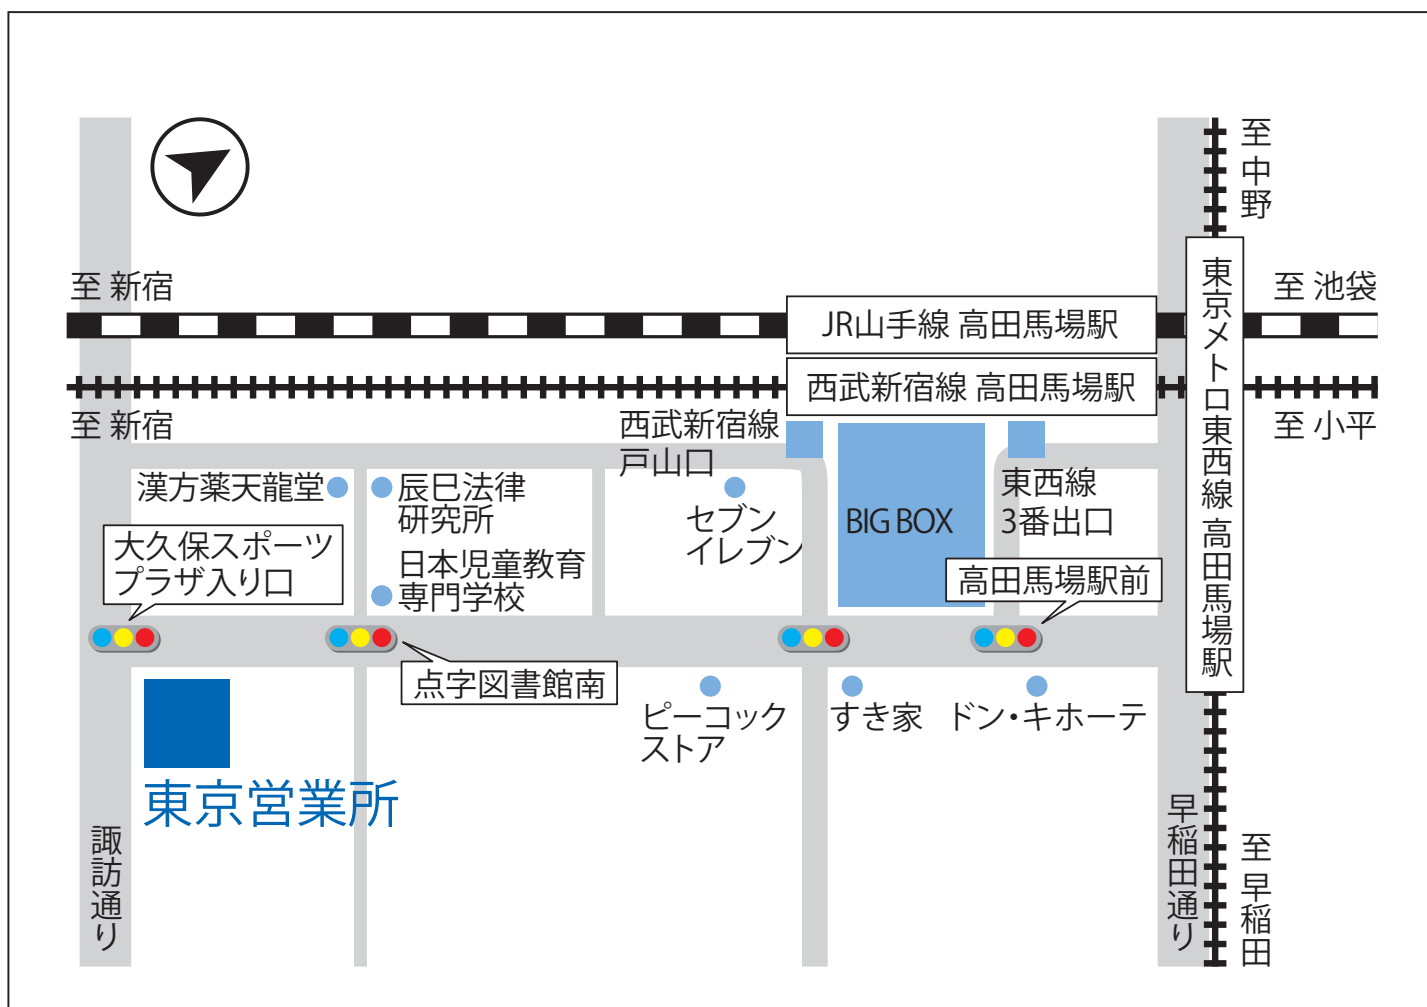 至 中野
至 新宿
JR山手線 高田馬場駅
至 池袋
東京メトロ東西線 高田馬場駅
西武新宿線 高田馬場駅
至 新宿
至 小平
西武新宿線
戸山口
漢方薬天龍堂
辰巳法律
研究所
セブン
イレブン
BIG BOX
東西線
3番出口
大久保スポーツ
プラザ入り口
日本児童教育
専門学校
高田馬場駅前
点字図書館南
ピーコック
ストア
すき家
ドン・キホーテ
東京営業所
諏訪通り
早稲田通り
至 早稲田